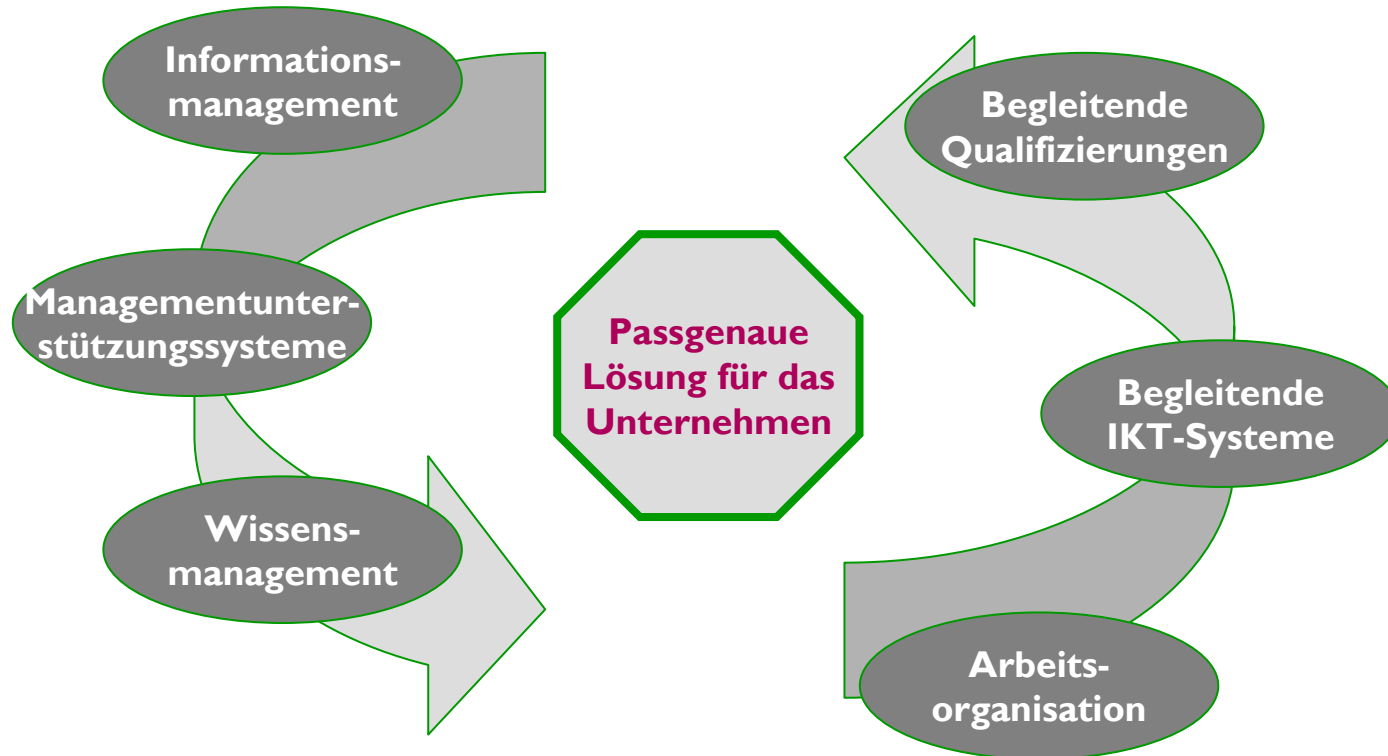 Informations-
management
Managementunter-
stützungssysteme
Wissens-
management
Passgenaue
Lösung für das
Unternehmen
Begleitende
Qualifizierungen
Begleitende
IKT-Systeme
Arbeits-
organisation